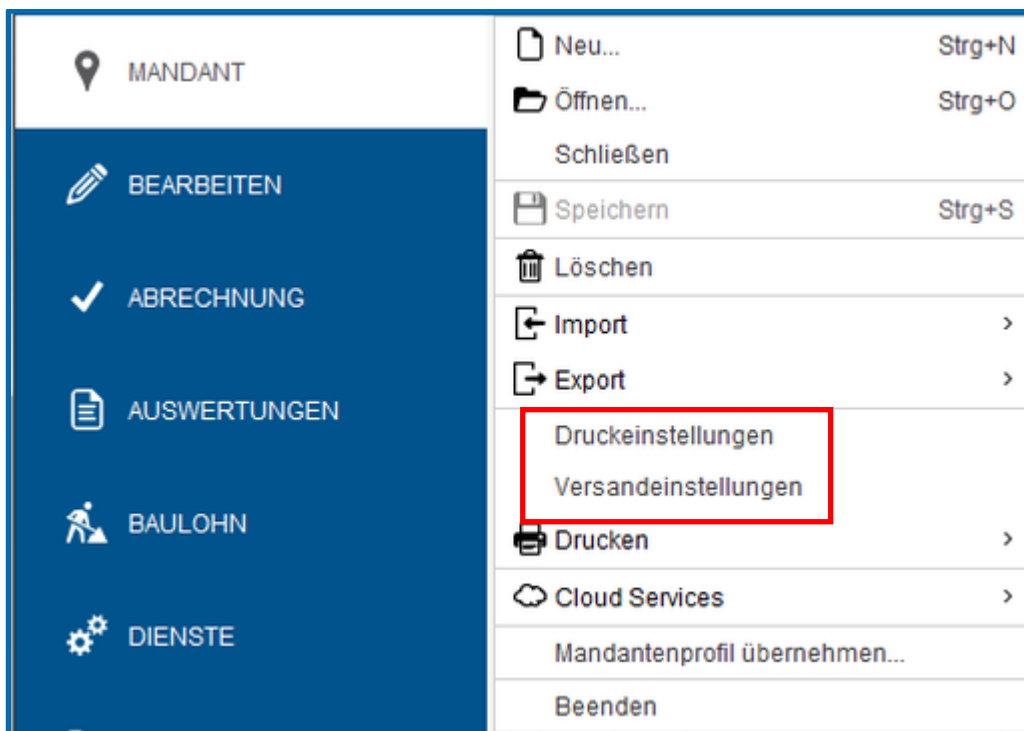 MANDANT
BEARBEITEN
ABRECHNUNG
AUSWERTUNGEN
BAULOHN
DIENSTE
Neu... Strg+N
Öffnen... Strg+O
Schließen
Speichern Strg+S
Löschen
Import
Export
Druckeinstellungen
Versandeinstellungen
Drucken
Cloud Services
Mandantenprofil übernehmen...
Beenden